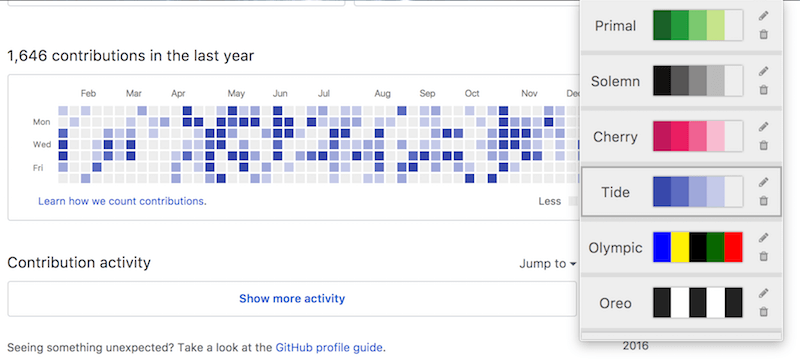 1,646 contributions in the last year
Feb Mar Apr May Jun Jul Aug Sep Oct Nov Dec
Mon
Wed
Fri
Learn how we count contributions.
Less
Contribution activity
Jump to
Show more activity
Seeing something unexpected? Take a look at the GitHub profile guide.
2016
Primal
Solemn
Cherry
Tide
Olympic
Oreo